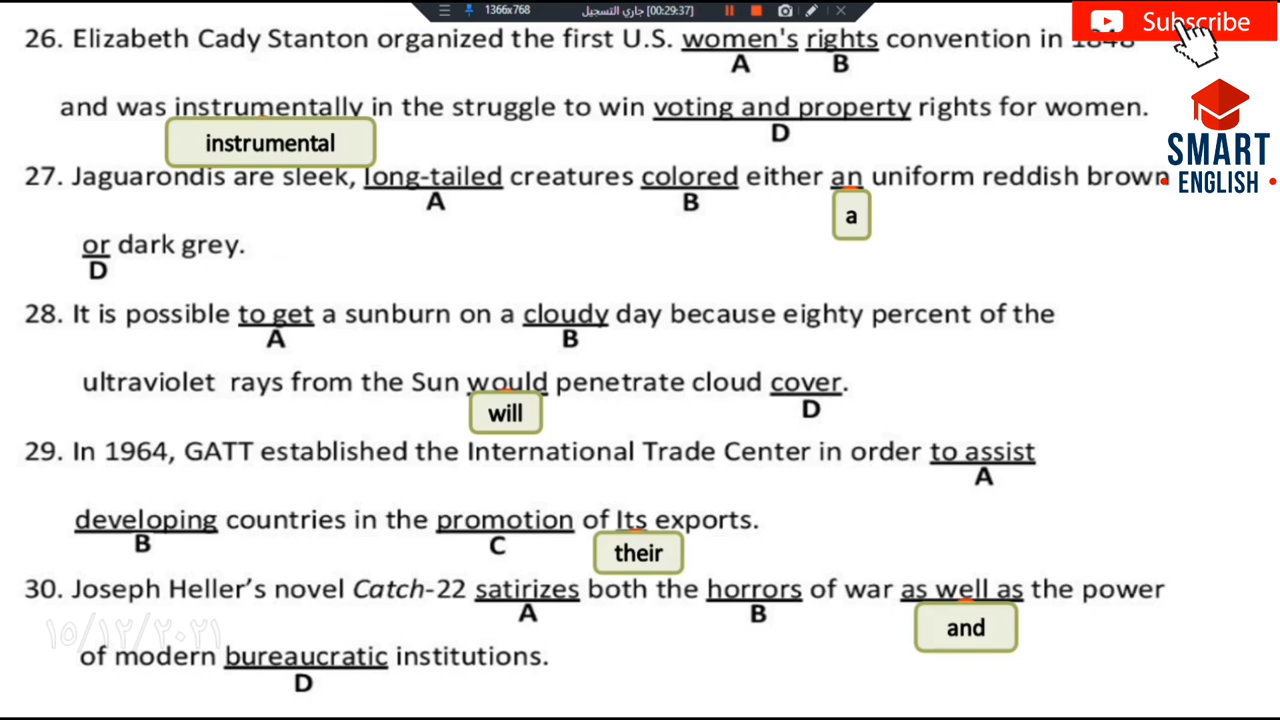 1366x768 جاري التسجيل [00:29:37]
Subscribe
26. Elizabeth Cady Stanton organized the first U.S. women's rights convention in 1848
A B
and was instrumentally in the struggle to win voting and property rights for women.
instrumental D
SMART
ENGLISH
27. Jaguarondis are sleek, long-tailed creatures colored either an uniform reddish brown
A B a
or dark grey.
D
28. It is possible to get a sunburn on a cloudy day because eighty percent of the
A B
ultraviolet rays from the Sun would penetrate cloud cover.
will D
29. In 1964, GATT established the International Trade Center in order to assist
A
developing countries in the promotion of Its exports.
B C their
30. Joseph Heller's novel Catch-22 satirizes both the horrors of war as well as the power
A B and
١٥/١٢/٢٠٢١
of modern bureaucratic institutions.
D